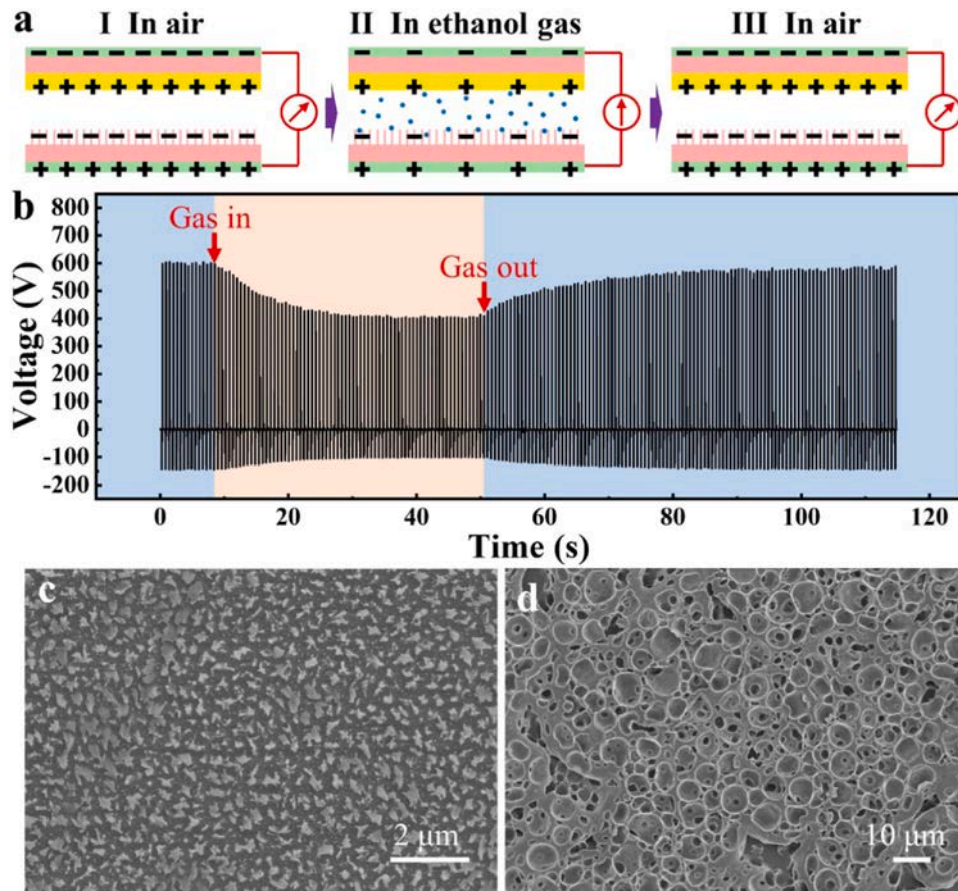 a
I In air
II In ethanol gas
III In air
b
Gas in
Gas out
Voltage (V)
800
700
600
500
400
300
200
100
0
-100
-200
0 20 40 60 80 100 120
Time (s)
c
2 μm
d
10 μm